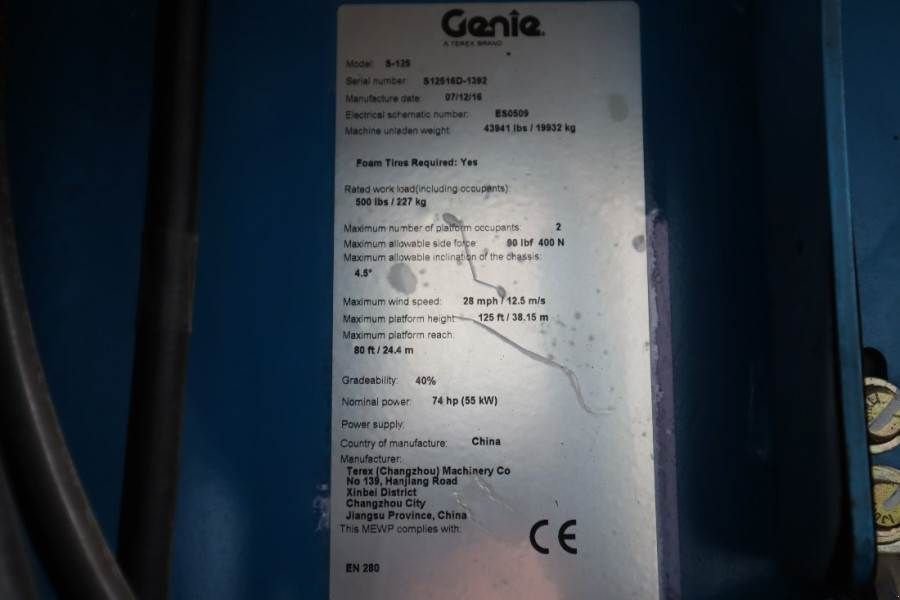 Genie.
A TEREX BRAND
Model: S-125
Serial number: S12516D-1392
Manufacture date: 07/12/16
Electrical schematic number: ES0509
Machine unladen weight: 43941 lbs / 19932 kg
Foam Tires Required: Yes
Rated work load(including occupants):
500 lbs / 227 kg
Maximum number of platform occupants: 2
Maximum allowable side force: 90 lbf 400 N
Maximum allowable inclination of the chassis:
4.5°
Maximum wind speed: 28 mph / 12.5 m/s
Maximum platform height: 125 ft / 38.15 m
Maximum platform reach:
80 ft / 24.4 m
Gradeability: 40%
Nominal power: 74 hp (55 kW)
Power supply:
Country of manufacture: China
Manufacturer:
Terex (Changzhou) Machinery Co
No 139, Hanjiang Road
Xinbei District
Changzhou City
Jiangsu Province, China
This MEWP complies with:
CE
EN 280